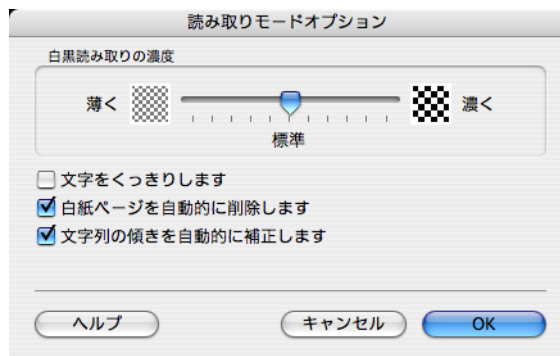 読み取りモードオプション
白黒読み取りの濃度
薄く 濃く
標準
文字をくっきりします
白紙ページを自動的に削除します
文字列の傾きを自動的に補正します
ヘルプ キャンセル OK